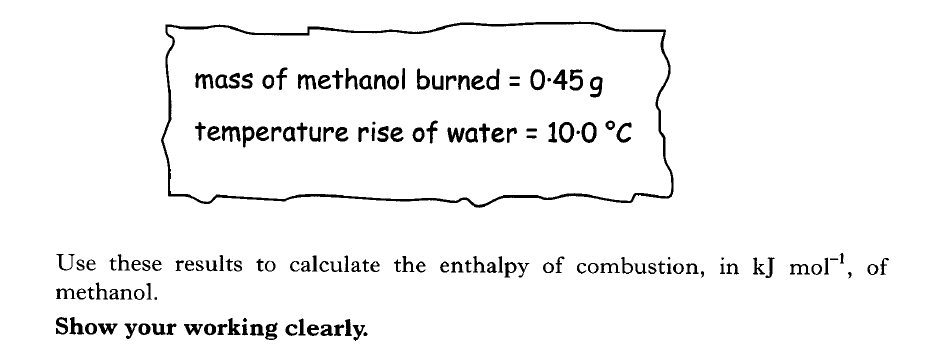 mass of methanol burned = 0·45 g
temperature rise of water = 10·0 °C
Use these results to calculate the enthalpy of combustion, in kJ mol⁻¹, of
methanol.
Show your working clearly.